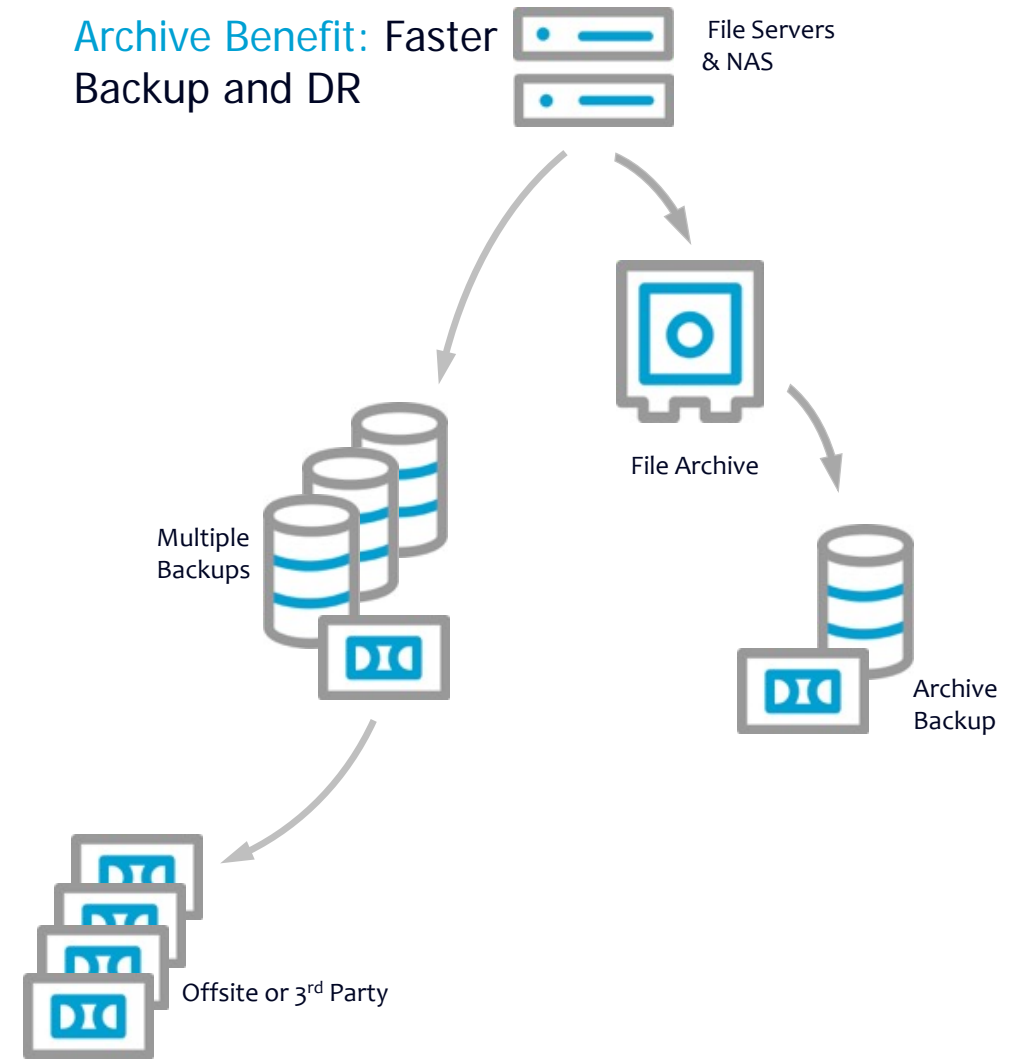 Archive Benefit: Faster
Backup and DR
File Servers
& NAS
File Archive
Multiple
Backups
Archive
Backup
Offsite or 3rd Party